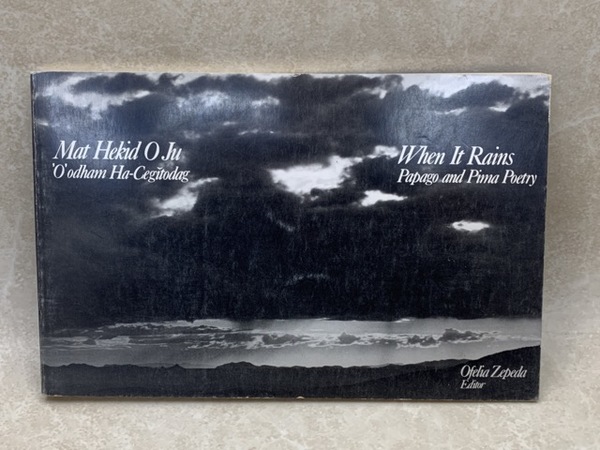 Mat Hekid O Ju
'O'odham Ha-Cegitodag
When It Rains
Papago and Pima Poetry
Ofelia Zepeda
Editor